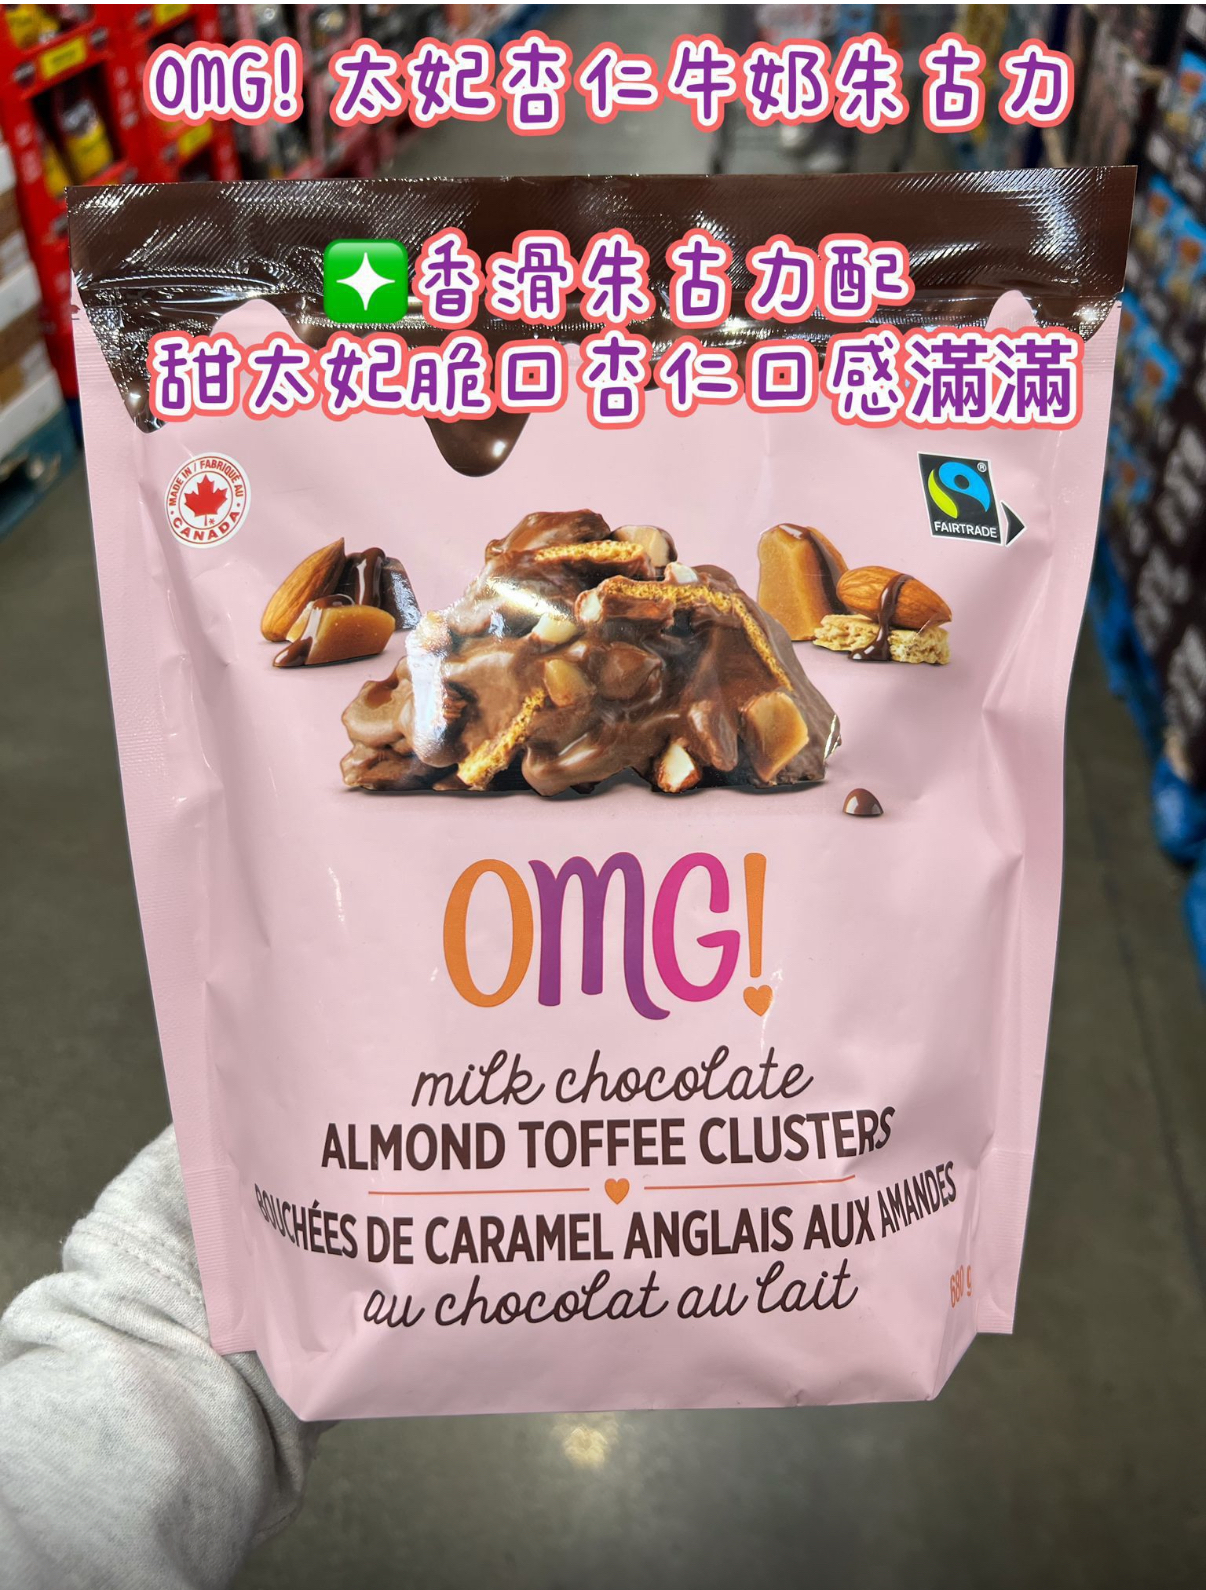 OMG! 太妃杏仁牛奶朱古力
香滑朱古力配
甜太妃脆口杏仁口感滿滿
MADE IN / FABRIQUÉ AU
CANADA
FAIRTRADE
OMG!
milk chocolate
ALMOND TOFFEE CLUSTERS
BOUCHÉES DE CARAMEL ANGLAIS AUX AMANDES
au chocolat au lait
680 g